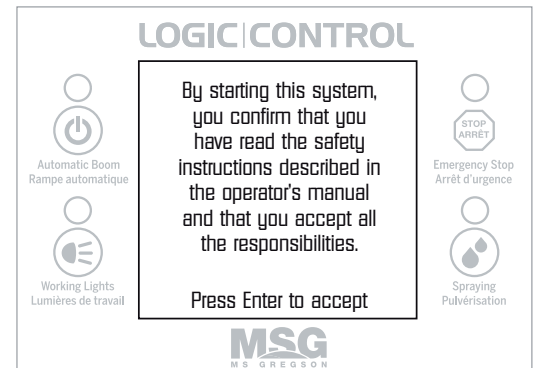 LOGIC|CONTROL
By starting this system,
you confirm that you
have read the safety
instructions described in
the operator's manual
and that you accept all
the responsibilities.
Press Enter to accept
Automatic Boom
Rampe automatique
Working Lights
Lumières de travail
STOP
ARRÊT
Emergency Stop
Arrêt d'urgence
Spraying
Pulvérisation
MSG
MS GREGSON